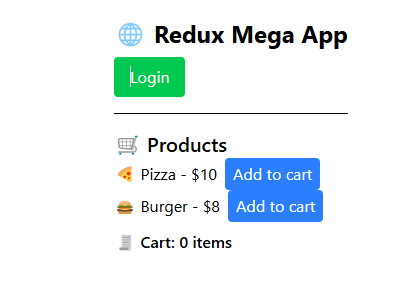 🌐 Redux Mega App
Login
🛒 Products
🍕 Pizza - $10 Add to cart
🍔 Burger - $8 Add to cart
🧾 Cart: 0 items